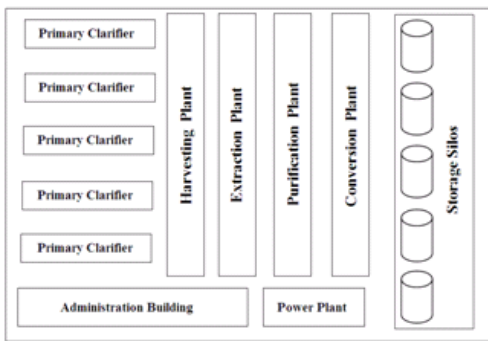 Primary Clarifier
Primary Clarifier
Primary Clarifier
Primary Clarifier
Primary Clarifier
Harvesting Plant
Extraction Plant
Purification Plant
Conversion Plant
Storage Silos
Administration Building
Power Plant